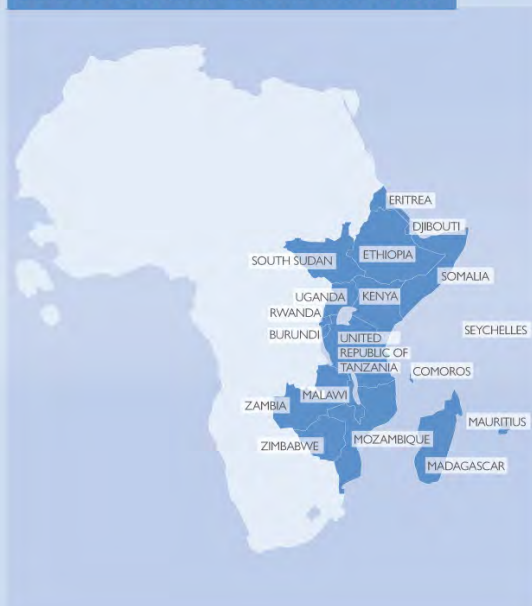 ERITREA
DJIBOUTI
ETHIOPIA
SOUTH SUDAN
SOMALIA
UGANDA
KENYA
RWANDA
SEYCHELLES
BURUNDI
UNITED
REPUBLIC OF
TANZANIA
COMOROS
MALAWI
ZAMBIA
MAURITIUS
MOZAMBIQUE
ZIMBABWE
MADAGASCAR